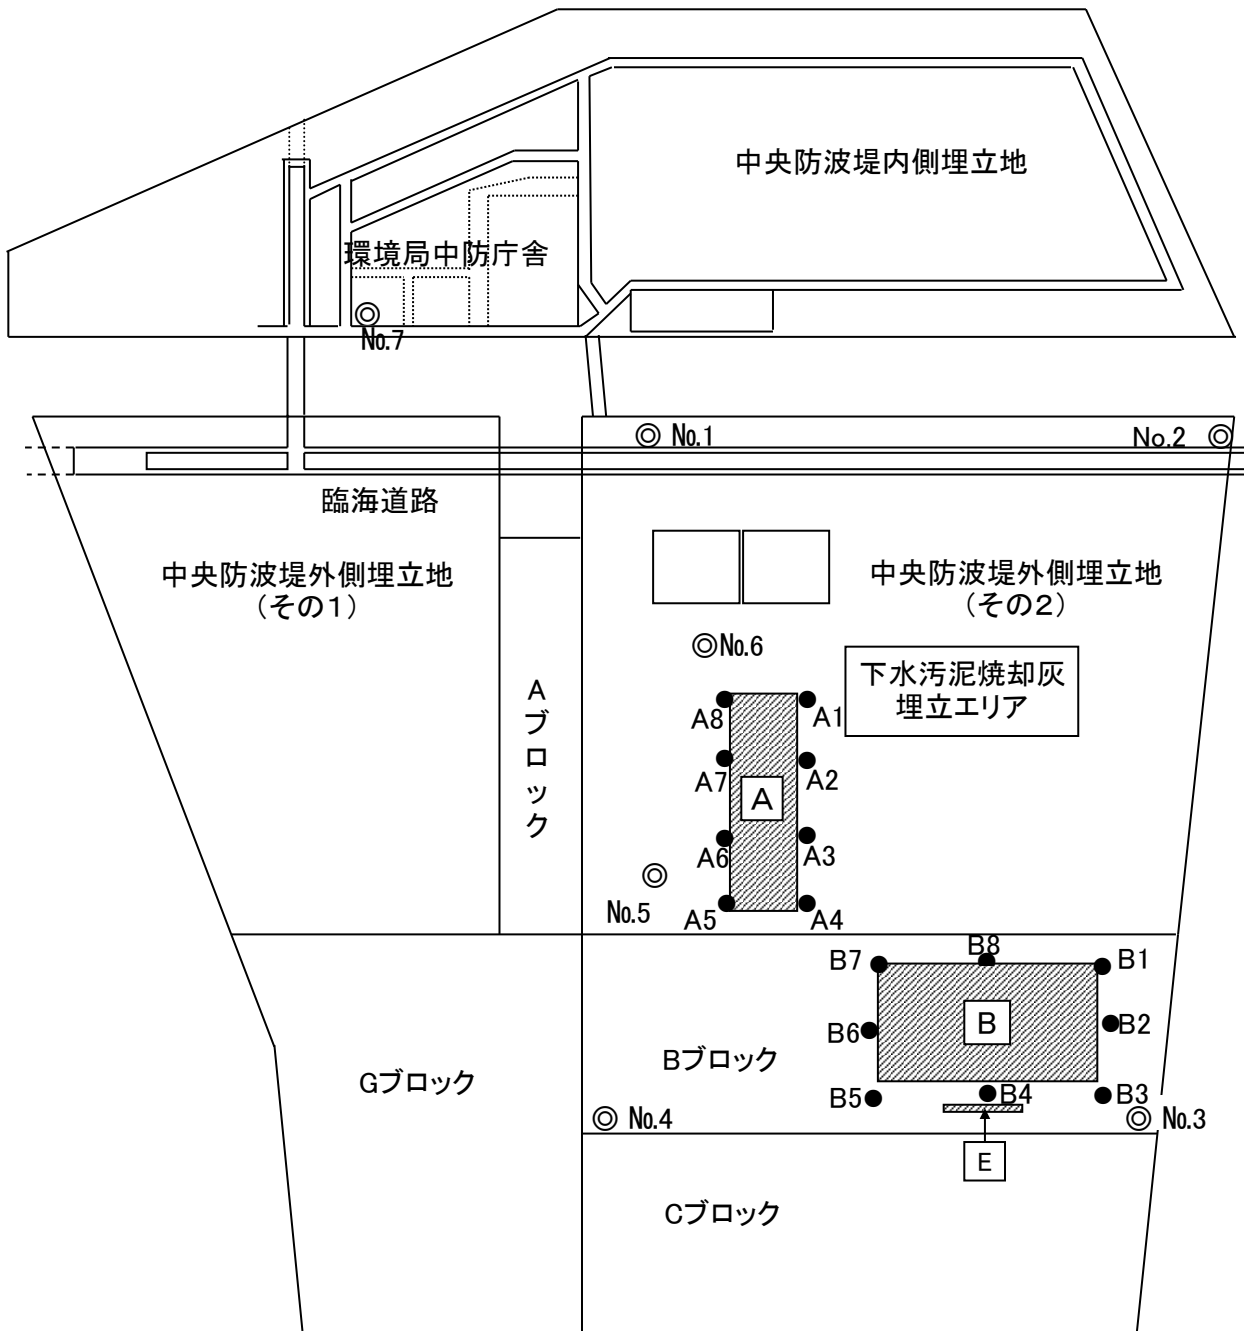 中央防波堤内側埋立地
環境局中防庁舎
No.7
No.1
No.2
臨海道路
中央防波堤外側埋立地
(その1)
中央防波堤外側埋立地
(その2)
No.6
下水汚泥焼却灰
埋立エリア
Aブロック
A8
A1
A7
A2
A
A6
A3
No.5
A5
A4
B7
B8
B1
B6
B
B2
Bブロック
Gブロック
B5
B4
B3
No.4
No.3
E
Cブロック